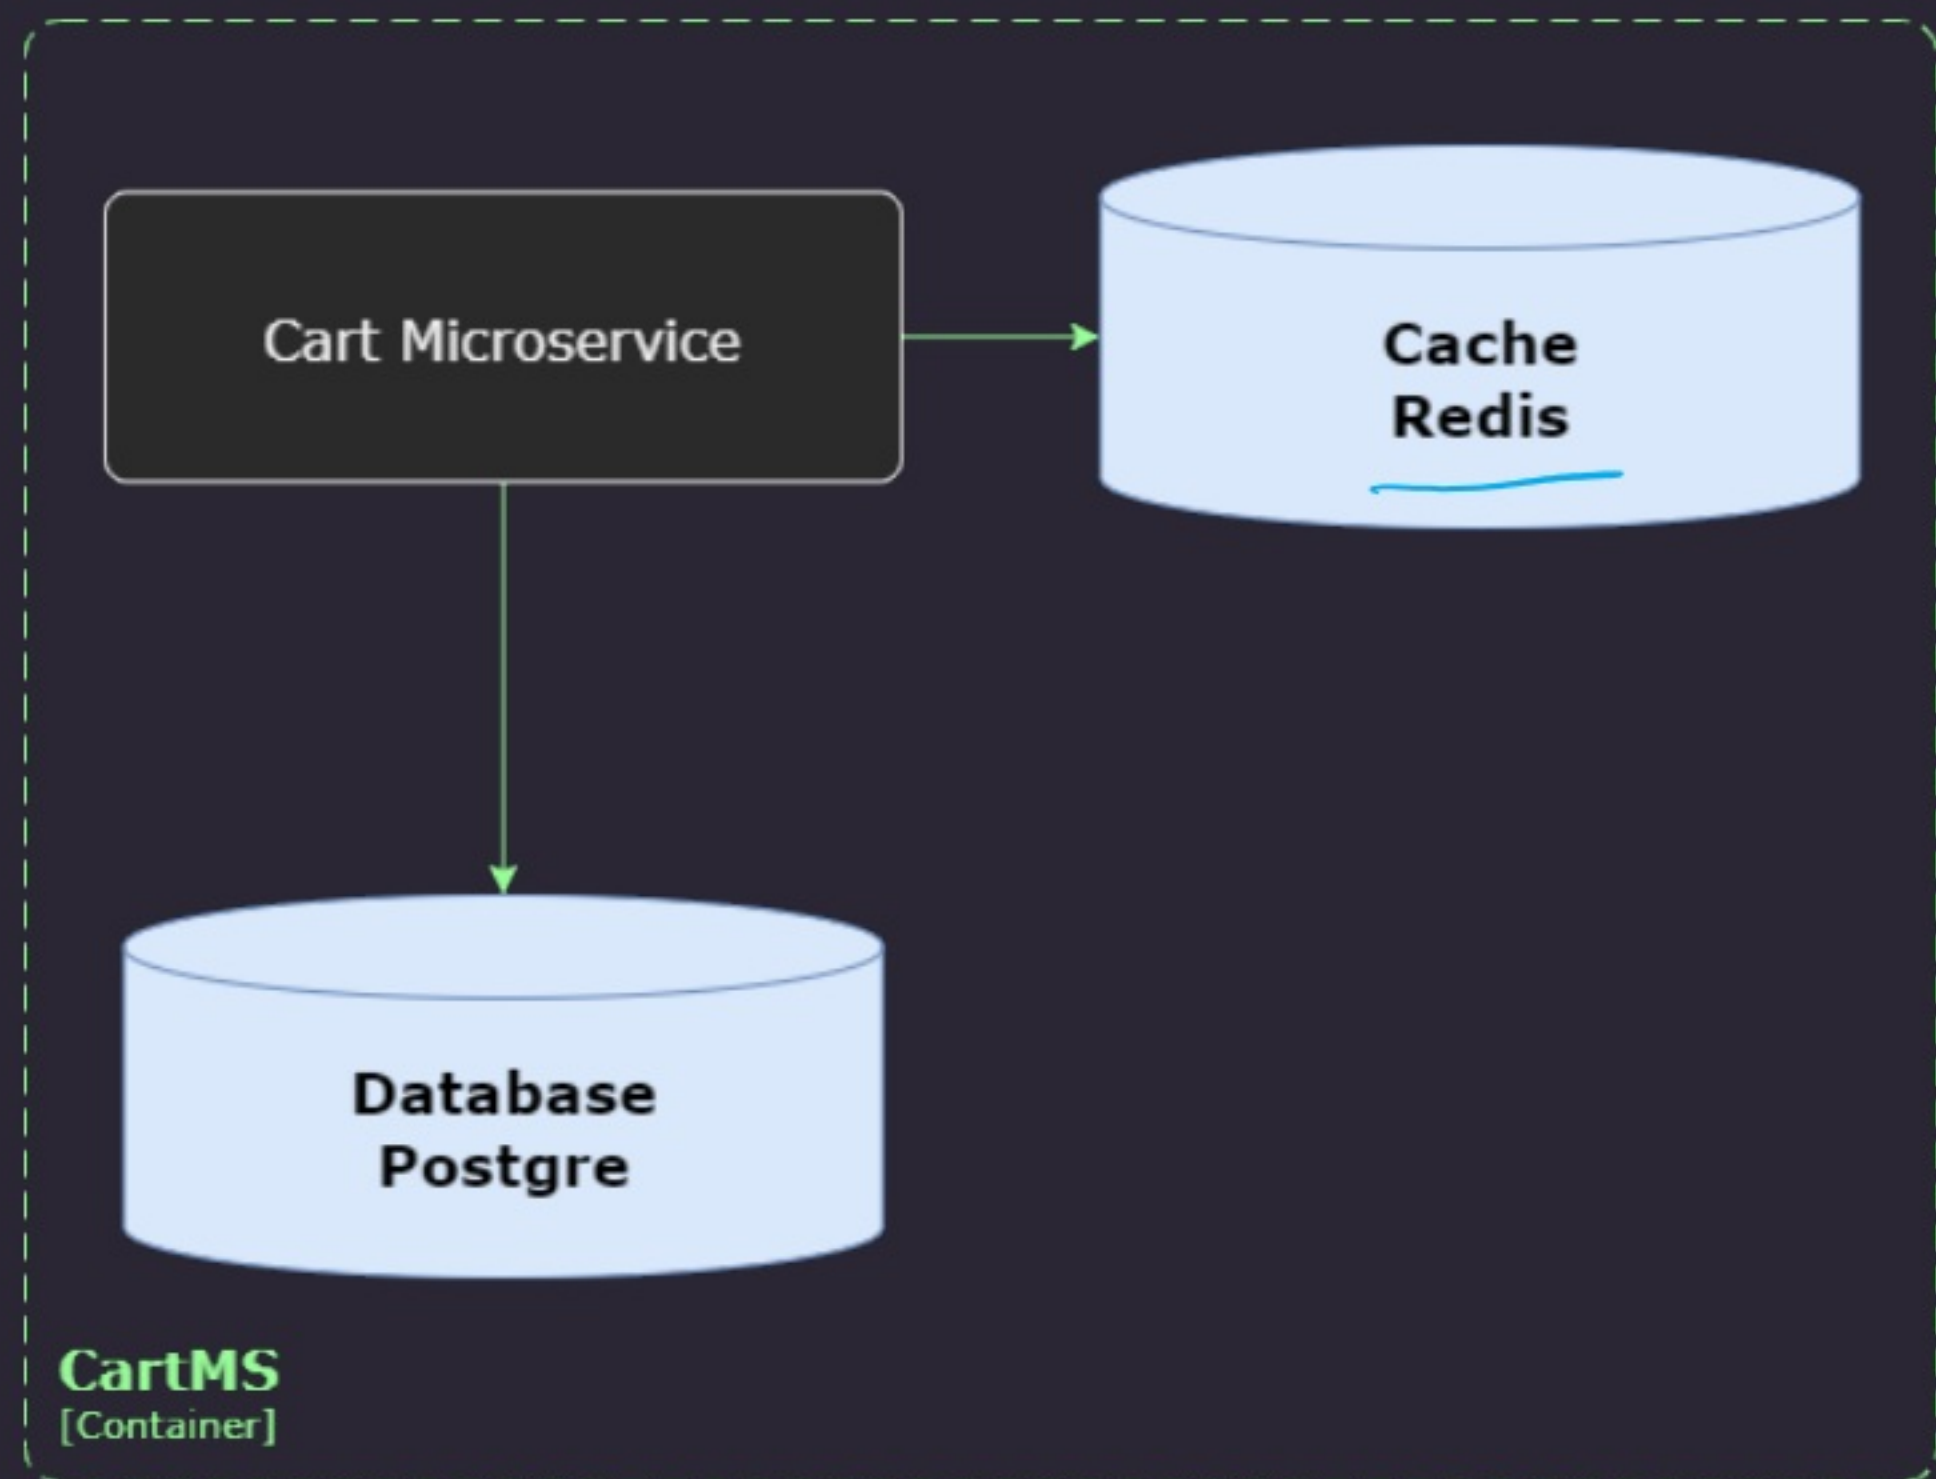 Cart Microservice
Cache
Redis
Database
Postgre
CartMS
[Container]